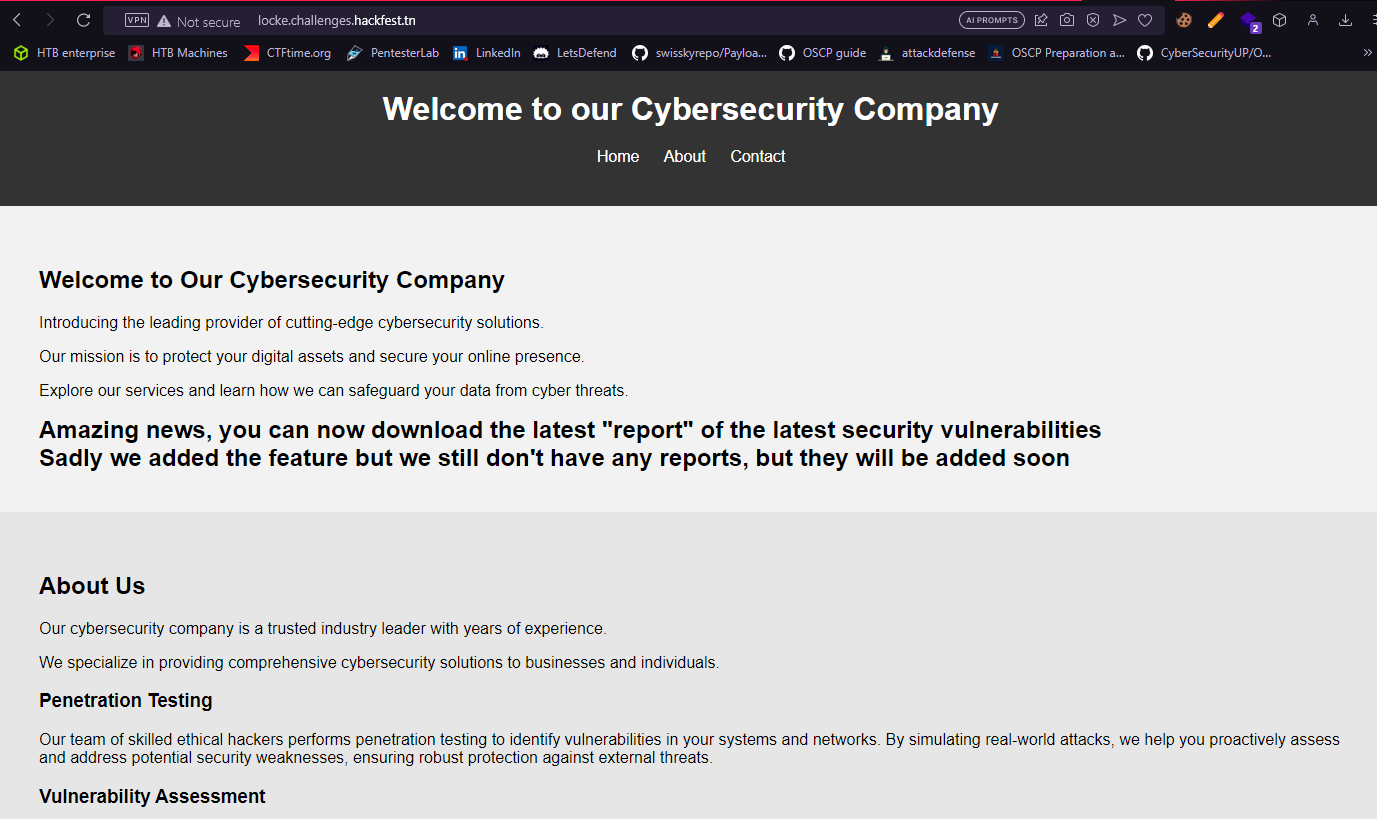 VPN Not secure locke.challenges.hackfest.tn AI PROMPTS 2
HTB enterprise HTB Machines CTFtime.org PentesterLab LinkedIn LetsDefend swisskyrepo/Payloa... OSCP guide attackdefense OSCP Preparation a... CyberSecurityUP/O... »
Welcome to our Cybersecurity Company
Home About Contact
Welcome to Our Cybersecurity Company
Introducing the leading provider of cutting-edge cybersecurity solutions.
Our mission is to protect your digital assets and secure your online presence.
Explore our services and learn how we can safeguard your data from cyber threats.
Amazing news, you can now download the latest "report" of the latest security vulnerabilities
Sadly we added the feature but we still don't have any reports, but they will be added soon
About Us
Our cybersecurity company is a trusted industry leader with years of experience.
We specialize in providing comprehensive cybersecurity solutions to businesses and individuals.
Penetration Testing
Our team of skilled ethical hackers performs penetration testing to identify vulnerabilities in your systems and networks. By simulating real-world attacks, we help you proactively assess
and address potential security weaknesses, ensuring robust protection against external threats.
Vulnerability Assessment